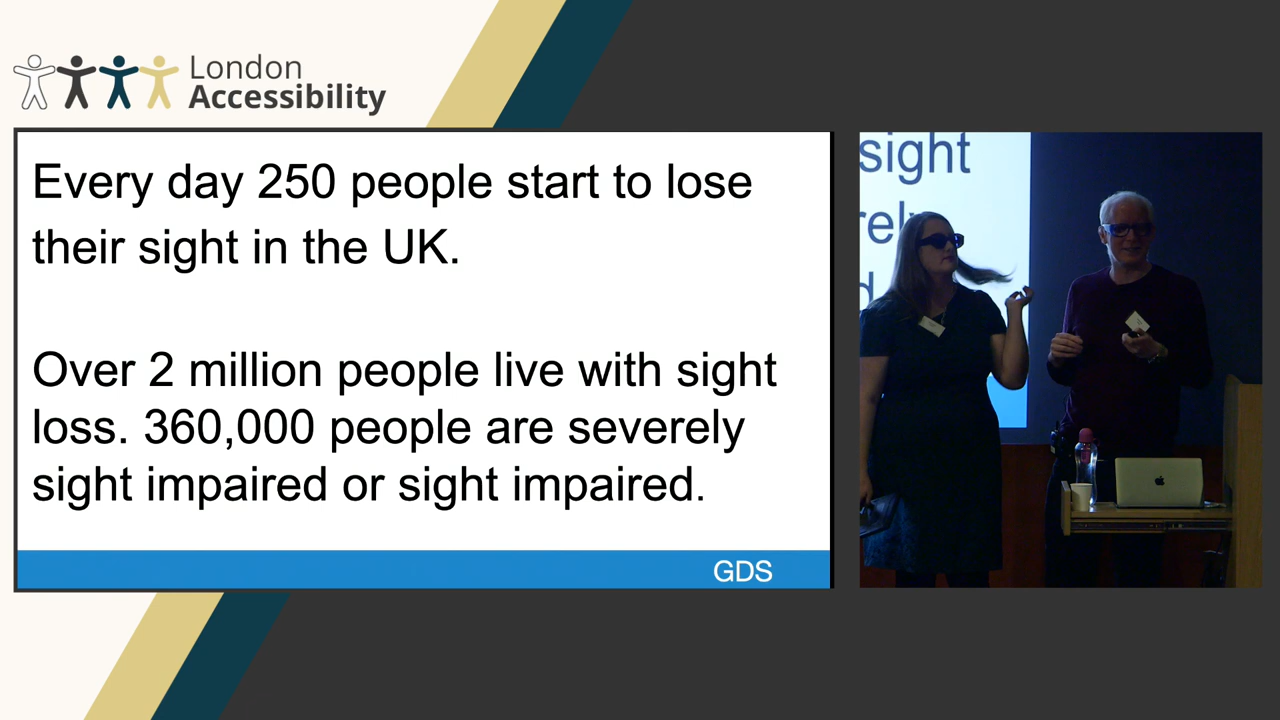 London
Accessibility
Every day 250 people start to lose
their sight in the UK.
Over 2 million people live with sight
loss. 360,000 people are severely
sight impaired or sight impaired.
GDS
sight